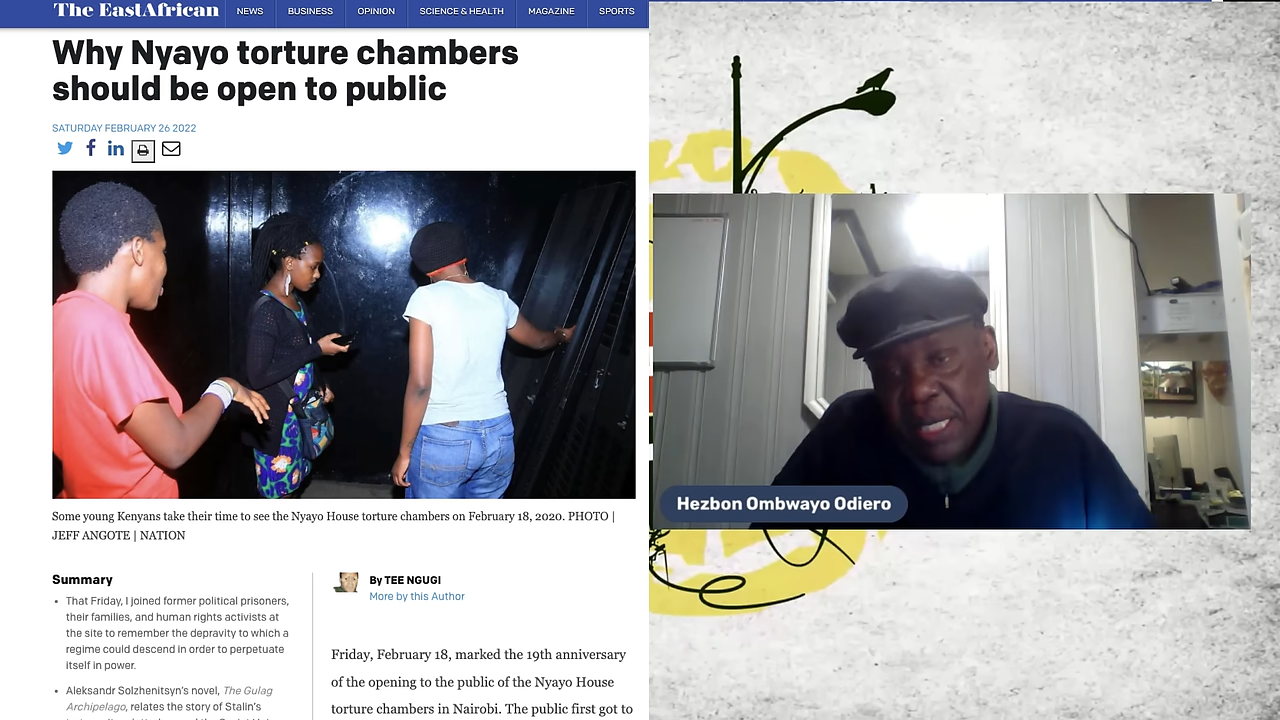 The EastAfrican
NEWS BUSINESS OPINION SCIENCE & HEALTH MAGAZINE SPORTS
Why Nyayo torture chambers
should be open to public
SATURDAY FEBRUARY 26 2022
Some young Kenyans take their time to see the Nyayo House torture chambers on February 18, 2020. PHOTO |
JEFF ANGOTE | NATION
Summary
• That Friday, I joined former political prisoners,
their families, and human rights activists at
the site to remember the depravity to which a
regime could descend in order to perpetuate
itself in power.
• Aleksandr Solzhenitsyn's novel, The Gulag
Archipelago, relates the story of Stalin's
By TEE NGUGI
More by this Author
Friday, February 18, marked the 19th anniversary
of the opening to the public of the Nyayo House
torture chambers in Nairobi. The public first got to
Hezbon Ombwayo Odiero